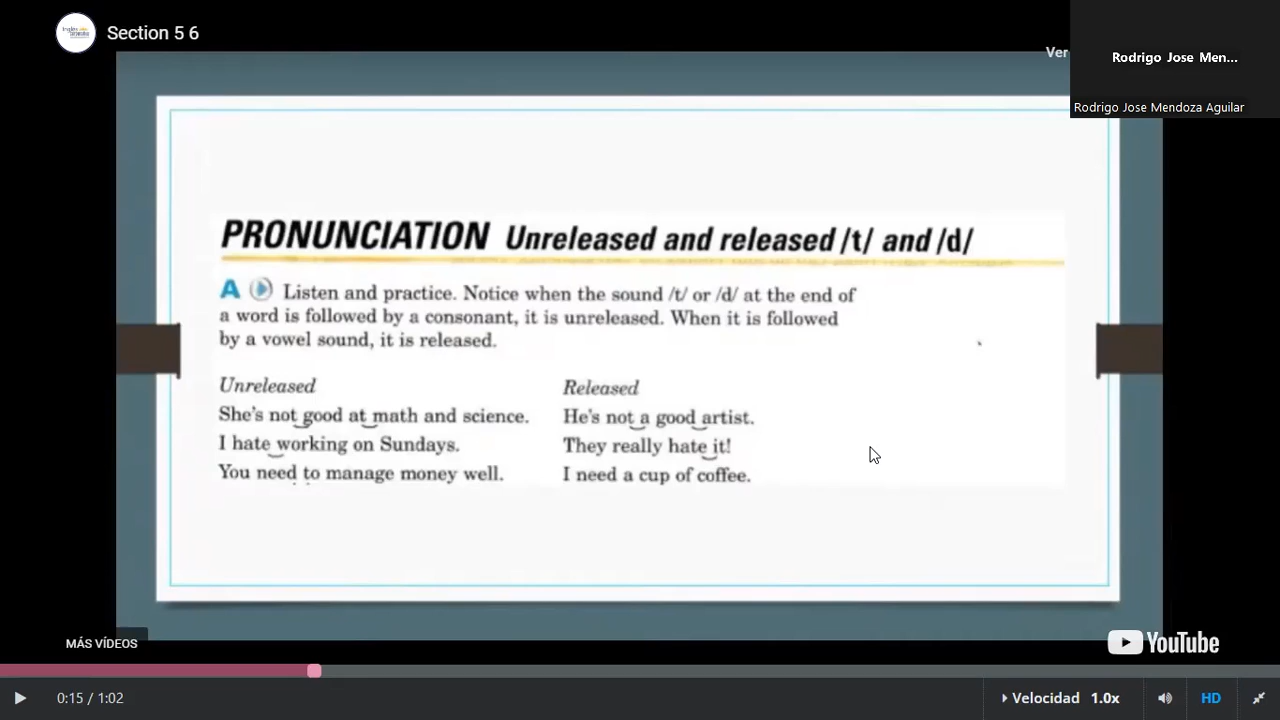 Section 5 6
Ver
Rodrigo Jose Men...
Rodrigo Jose Mendoza Aguilar
PRONUNCIATION Unreleased and released /t/ and /d/
A Listen and practice. Notice when the sound /t/ or /d/ at the end of
a word is followed by a consonant, it is unreleased. When it is followed
by a vowel sound, it is released.
Unreleased
She's not good at math and science.
I hate working on Sundays.
You need to manage money well.
Released
He's not a good artist.
They really hate it!
I need a cup of coffee.
MÁS VÍDEOS
YouTube
0:15 / 1:02
Velocidad 1.0x
HD